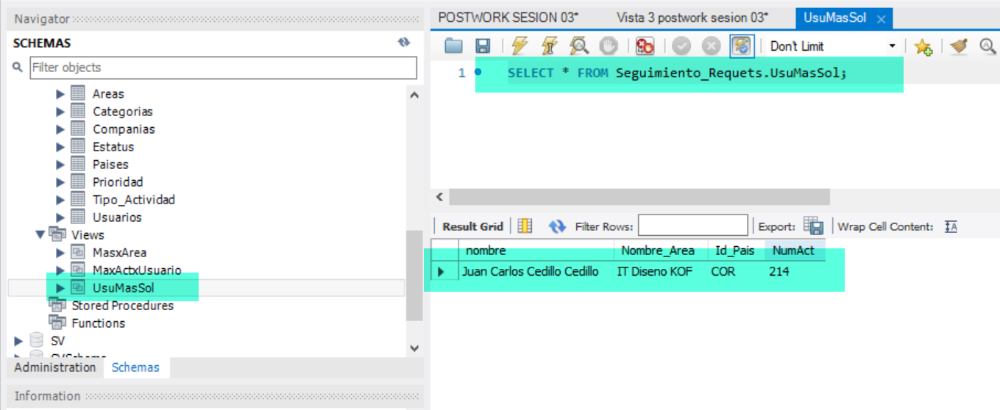 Navigator
SCHEMAS
Filter objects
Areas
Categorias
Companias
Estatus
Paises
Prioridad
Tipo_Actividad
Usuarios
Views
MasxArea
MaxActxUsuario
UsuMasSol
Stored Procedures
Functions
SV
Administration Schemas
Information
POSTWORK SESION 03* Vista 3 postwork sesion 03* UsuMasSol
Don't Limit
1 SELECT * FROM Seguimiento_Requets.UsuMasSol;
Result Grid Filter Rows: Export: Wrap Cell Content:
nombre Nombre_Area Id_Pais NumAct
Juan Carlos Cedillo Cedillo IT Diseno KOF COR 214